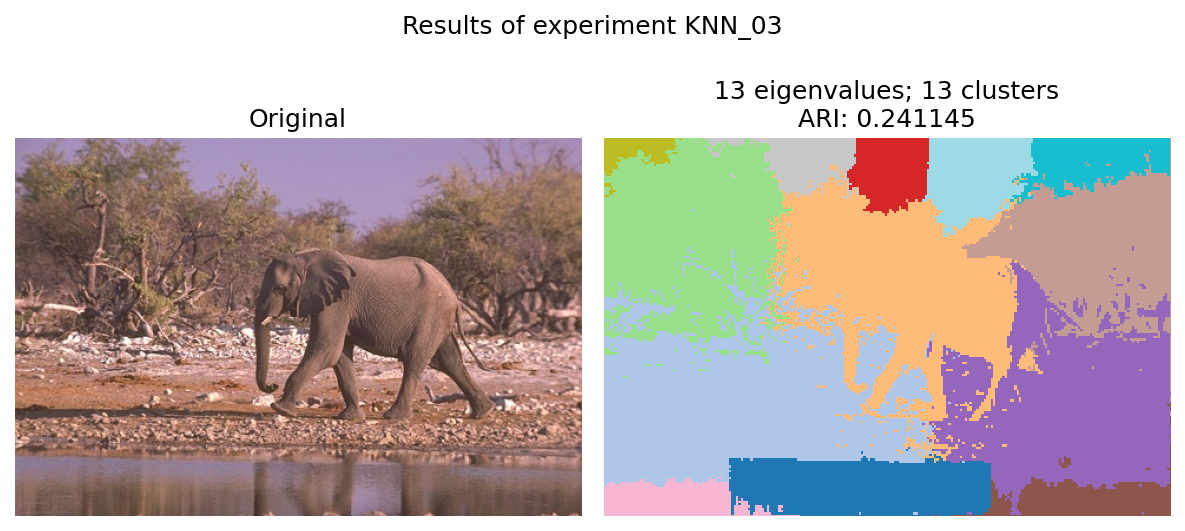 Results of experiment KNN_03
Original
13 eigenvalues; 13 clusters
ARI: 0.241145